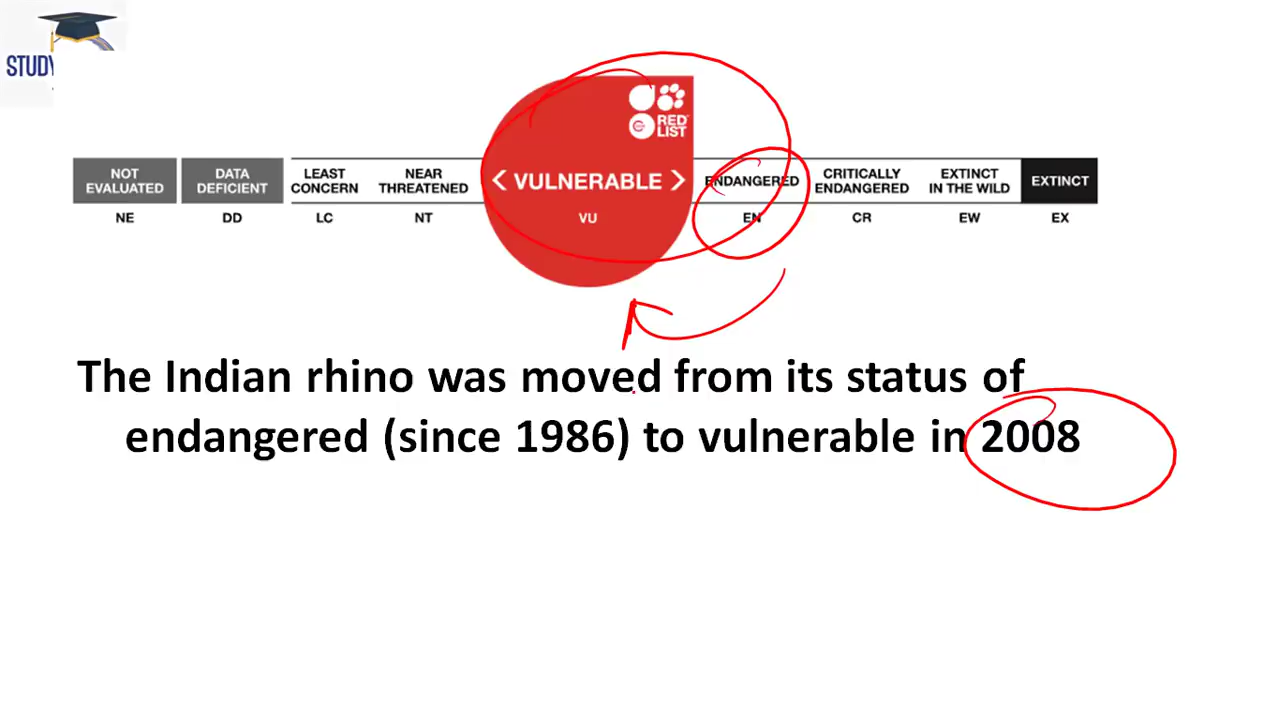 STUDY
RED
LIST
NOT
EVALUATED
DATA
DEFICIENT
LEAST
CONCERN
NEAR
THREATENED
< VULNERABLE >
ENDANGERED
CRITICALLY
ENDANGERED
EXTINCT
IN THE WILD
EXTINCT
NE
DD
LC
NT
VU
EN
CR
EW
EX
The Indian rhino was moved from its status of
endangered (since 1986) to vulnerable in 2008